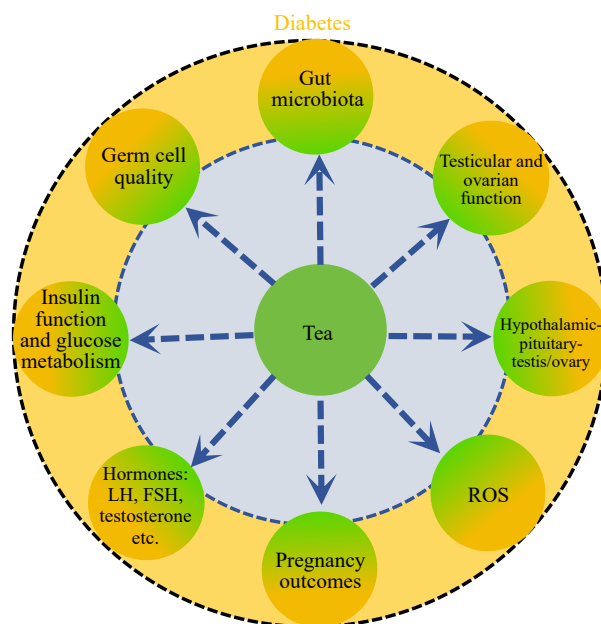 Diabetes
Gut
microbiota
Germ cell
quality
Testicular and
ovarian
function
Insulin
function
and glucose
metabolism
Tea
Hypothalamic-
pituitary-
testis/ovary
Hormones:
LH, FSH,
testosterone
etc.
ROS
Pregnancy
outcomes